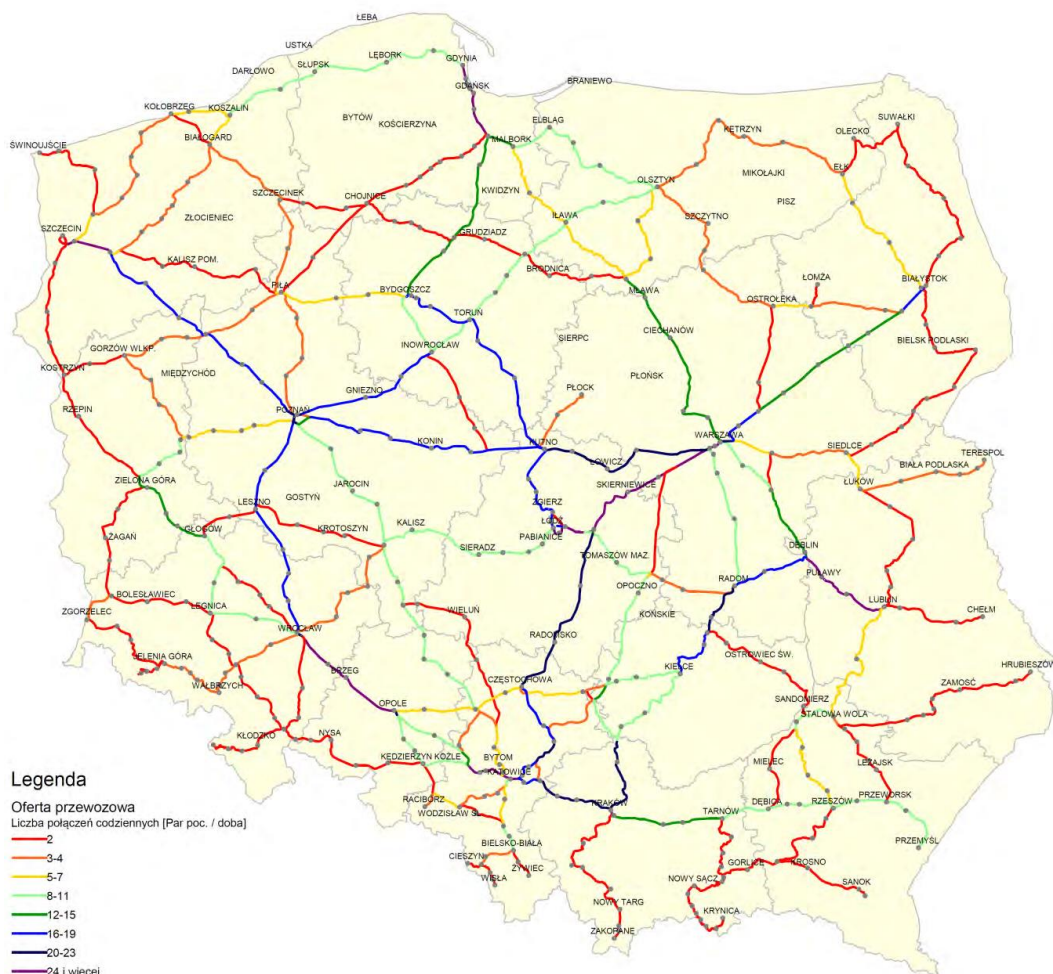 ŁEBA
USTKA
LĘBORK
SŁUPSK
GDYNIA
DARŁOWO
GDAŃSK
BRANIEWO
KOŁOBRZEG
KOSZALIN
BYTÓW
KOŚCIERZYNA
ELBLĄG
KĘTRZYN
SUWAŁKI
OLECKO
BIAŁOGARD
MALBORK
ŚWINOUJŚCIE
EŁK
MIKOŁAJKI
OLSZTYN
KWIDZYN
SZCZECINEK
CHOJNICE
PISZ
ZŁOCIENIEC
IŁAWA
SZCZYTNO
SZCZECIN
GRUDZIADZ
KALISZ POM.
BRODNICA
ŁOMŻA
BIAŁYSTOK
PIŁA
BYDGOSZCZ
MŁAWA
OSTROŁĘKA
TORUŃ
CIECHANÓW
SIERPC
INOWROCŁAW
GORZÓW WLKP.
BIELSK PODLASKI
KOSTRZYN
MIĘDZYCHÓD
PŁOŃSK
PŁOCK
GNIEZNO
RZEPIN
POZNAŃ
KONIN
KUTNO
WARSZAWA
SIEDLCE
TERESPOL
ŁOWICZ
BIAŁA PODLASKA
ZIELONA GÓRA
JAROCIN
SKIERNIEWICE
ŁUKÓW
GOSTYŃ
LESZNO
ZGIERZ
ŁÓDŹ
GŁOGÓW
KROTOSZYN
KALISZ
PABIANICE
ŻAGAŃ
SIERADZ
TOMASZÓW MAZ.
DĘBLIN
PUŁAWY
OPOCZNO
RADOM
BOLESŁAWIEC
LEGNICA
WIELUŃ
KOŃSKIE
LUBLIN
CHEŁM
ZGORZELEC
WROCŁAW
RADOMSKO
JELENIA GÓRA
OSTROWIEC ŚW.
KIELCE
HRUBIESZÓW
BRZEG
CZĘSTOCHOWA
ZAMOŚĆ
WAŁBRZYCH
SANDOMIERZ
OPOLE
STALOWA WOLA
KŁODZKO
NYSA
KĘDZIERZYN KOŹLE
BYTOM
MIELEC
LEŻAJSK
KATOWICE
RACIBÓRZ
WODZISŁAW ŚL.
KRAKÓW
TARNÓW
DĘBICA
RZESZÓW
PRZEWORSK
PRZEMYŚL
BIELSKO-BIAŁA
CIESZYN
ŻYWIEC
WISŁA
GORLICE
KROSNO
NOWY SĄCZ
SANOK
NOWY TARG
KRYNICA
ZAKOPANE
Legenda
Oferta przewozowa
Liczba połączeń codziennych [Par poc. / doba]
2
3-4
5-7
8-11
12-15
16-19
20-23
24 i więcej